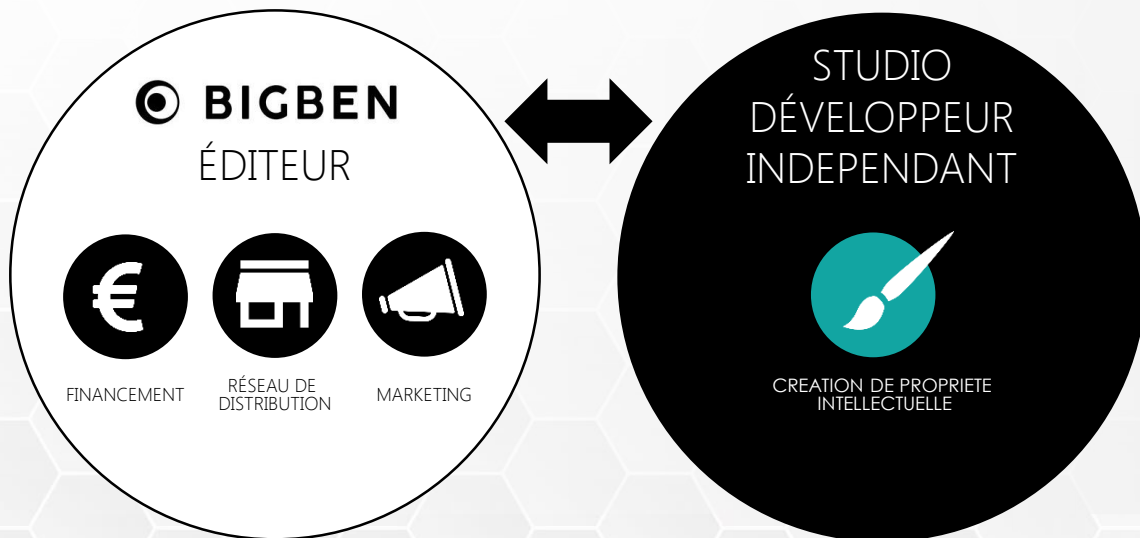 BIGBEN
ÉDITEUR
FINANCEMENT
RÉSEAU DE
DISTRIBUTION
MARKETING
STUDIO
DÉVELOPPEUR
INDEPENDANT
CREATION DE PROPRIETE
INTELLECTUELLE